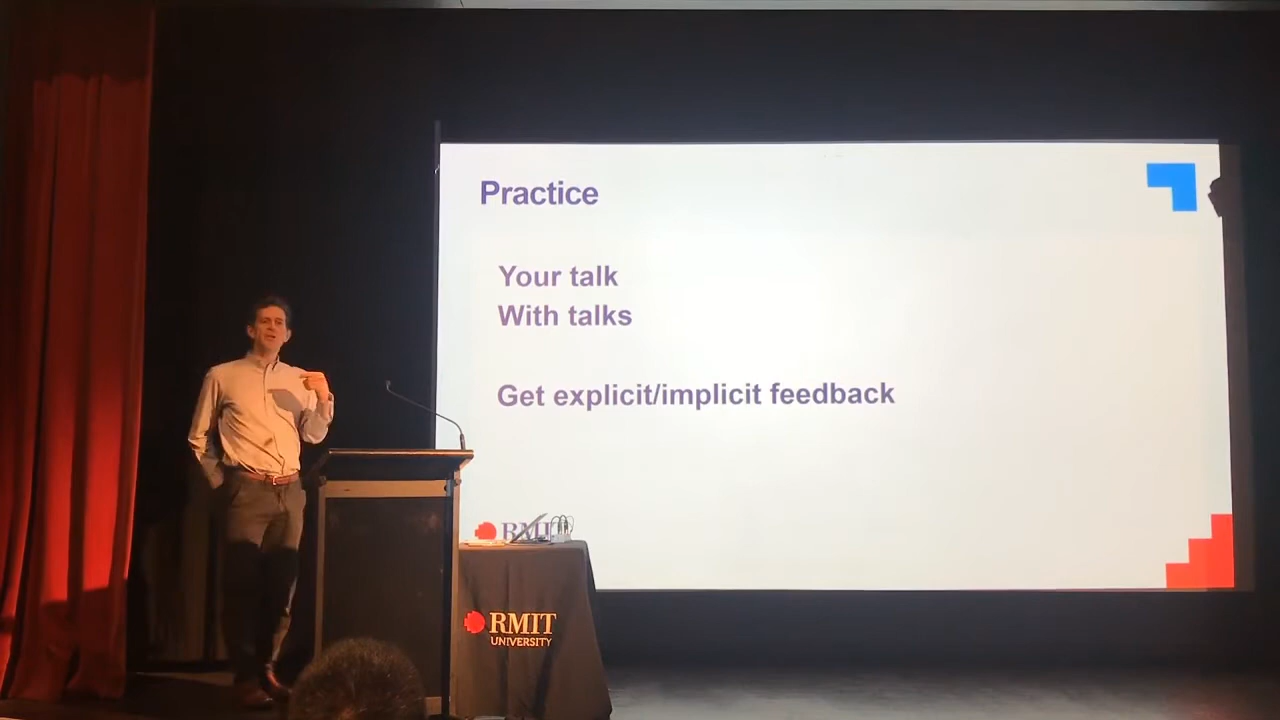 Practice
Your talk
With talks
Get explicit/implicit feedback
RMIT
RMIT
UNIVERSITY